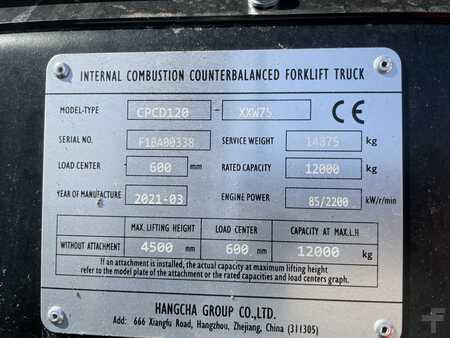 INTERNAL COMBUSTION COUNTERBALANCED FORKLIFT TRUCK
MODEL-TYPE CPCD120 - XXW75 CE
SERIAL NO. F18A00338 SERVICE WEIGHT 14875 kg
LOAD CENTER 600 mm RATED CAPACITY 12000 kg
YEAR OF MANUFACTURE 2021-03 ENGINE POWER 85/2200 kW/r/min
MAX. LIFTING HEIGHT LOAD CENTER CAPACITY AT MAX.L.H
WITHOUT ATTACHMENT 4500 mm 600 mm 12000 kg
If an attachment is installed, the actual capacity at maximum lifting height
refer to the model plate of the attachment or the rated capacities and load centers graph.
HANGCHA GROUP CO.,LTD.
Add: 666 Xiangfu Road, Hangzhou, Zhejiang, China (311305)